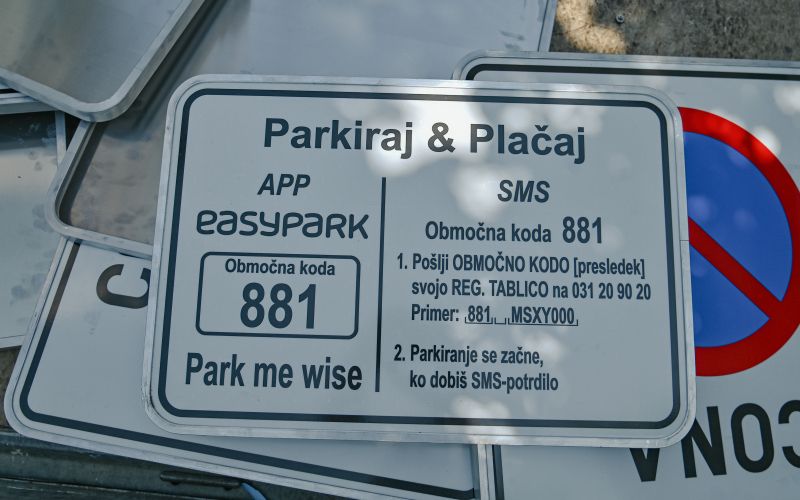 Parkiraj & Plačaj
APP
easypark
Območna koda
881
Park me wise
SMS
Območna koda 881
1. Pošlji OBMOČNO KODO [presledek]
svojo REG. TABLICO na 031 20 90 20
Primer: 881␣MSXY000
2. Parkiranje se začne,
ko dobiš SMS-potrdilo
CONA